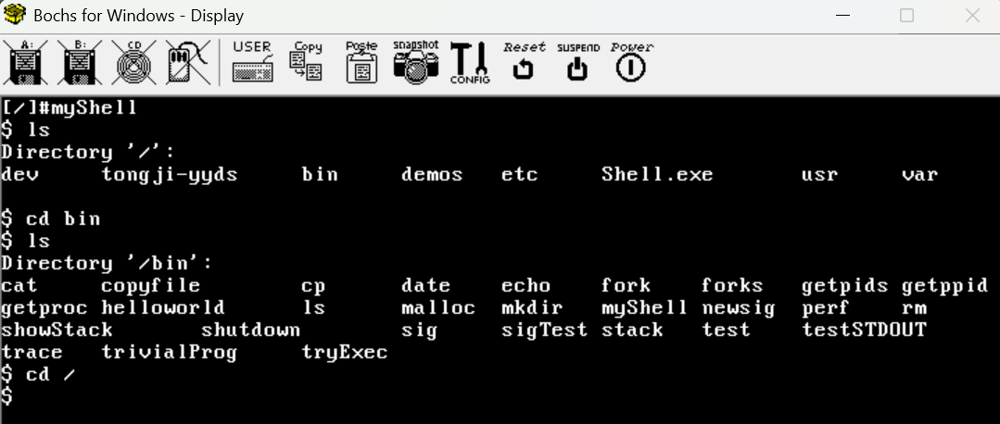 Bochs for Windows - Display
A: B: CD USER Copy Paste snapshot CONFIG Reset SUSPEND Power
[/]#myShell
$ ls
Directory '/':
dev tongji-yyds bin demos etc Shell.exe usr var
$ cd bin
$ ls
Directory '/bin':
cat copyfile cp date echo fork forks getpids getppid
getproc helloworld ls malloc mkdir myShell newsig perf rm
showStack shutdown sig sigTest stack test testSTDOUT
trace trivialProg tryExec
$ cd /
$